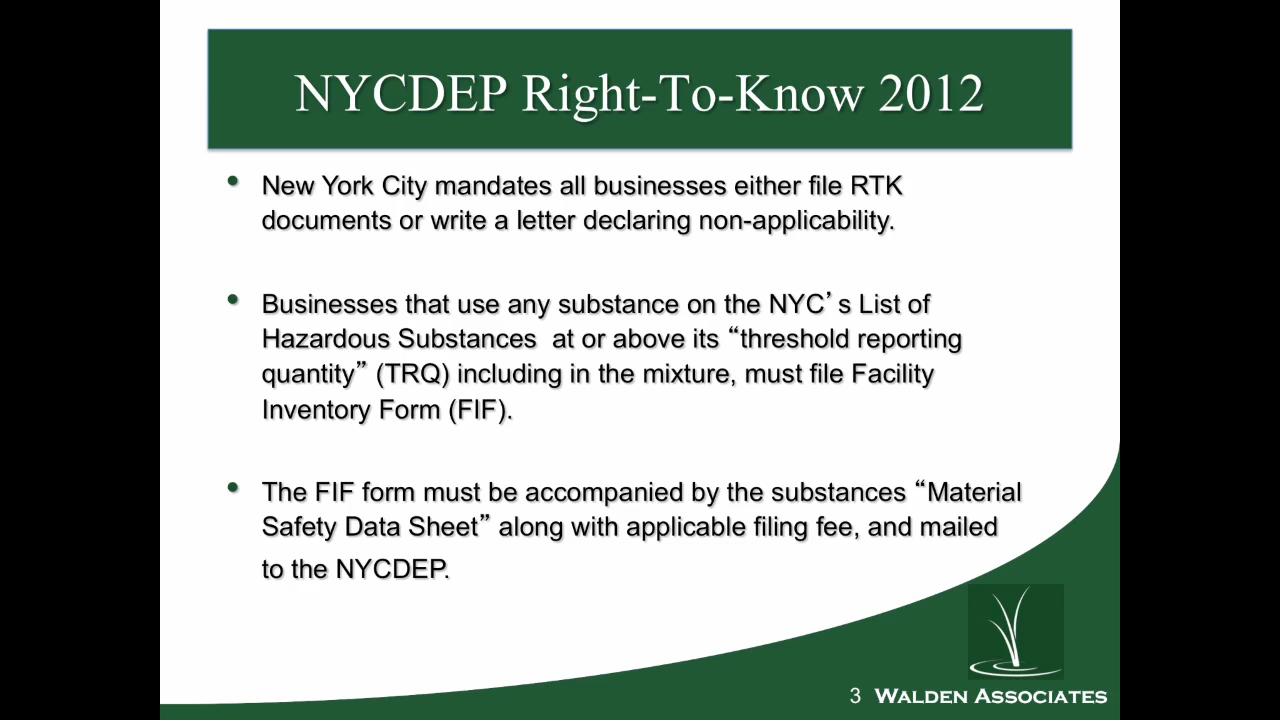 NYCDEP Right-To-Know 2012
• New York City mandates all businesses either file RTK
documents or write a letter declaring non-applicability.
• Businesses that use any substance on the NYC’s List of
Hazardous Substances  at or above its “threshold reporting
quantity” (TRQ) including in the mixture, must file Facility
Inventory Form (FIF).
• The FIF form must be accompanied by the substances “Material
Safety Data Sheet” along with applicable filing fee, and mailed
to the NYCDEP.
3 WALDEN ASSOCIATES